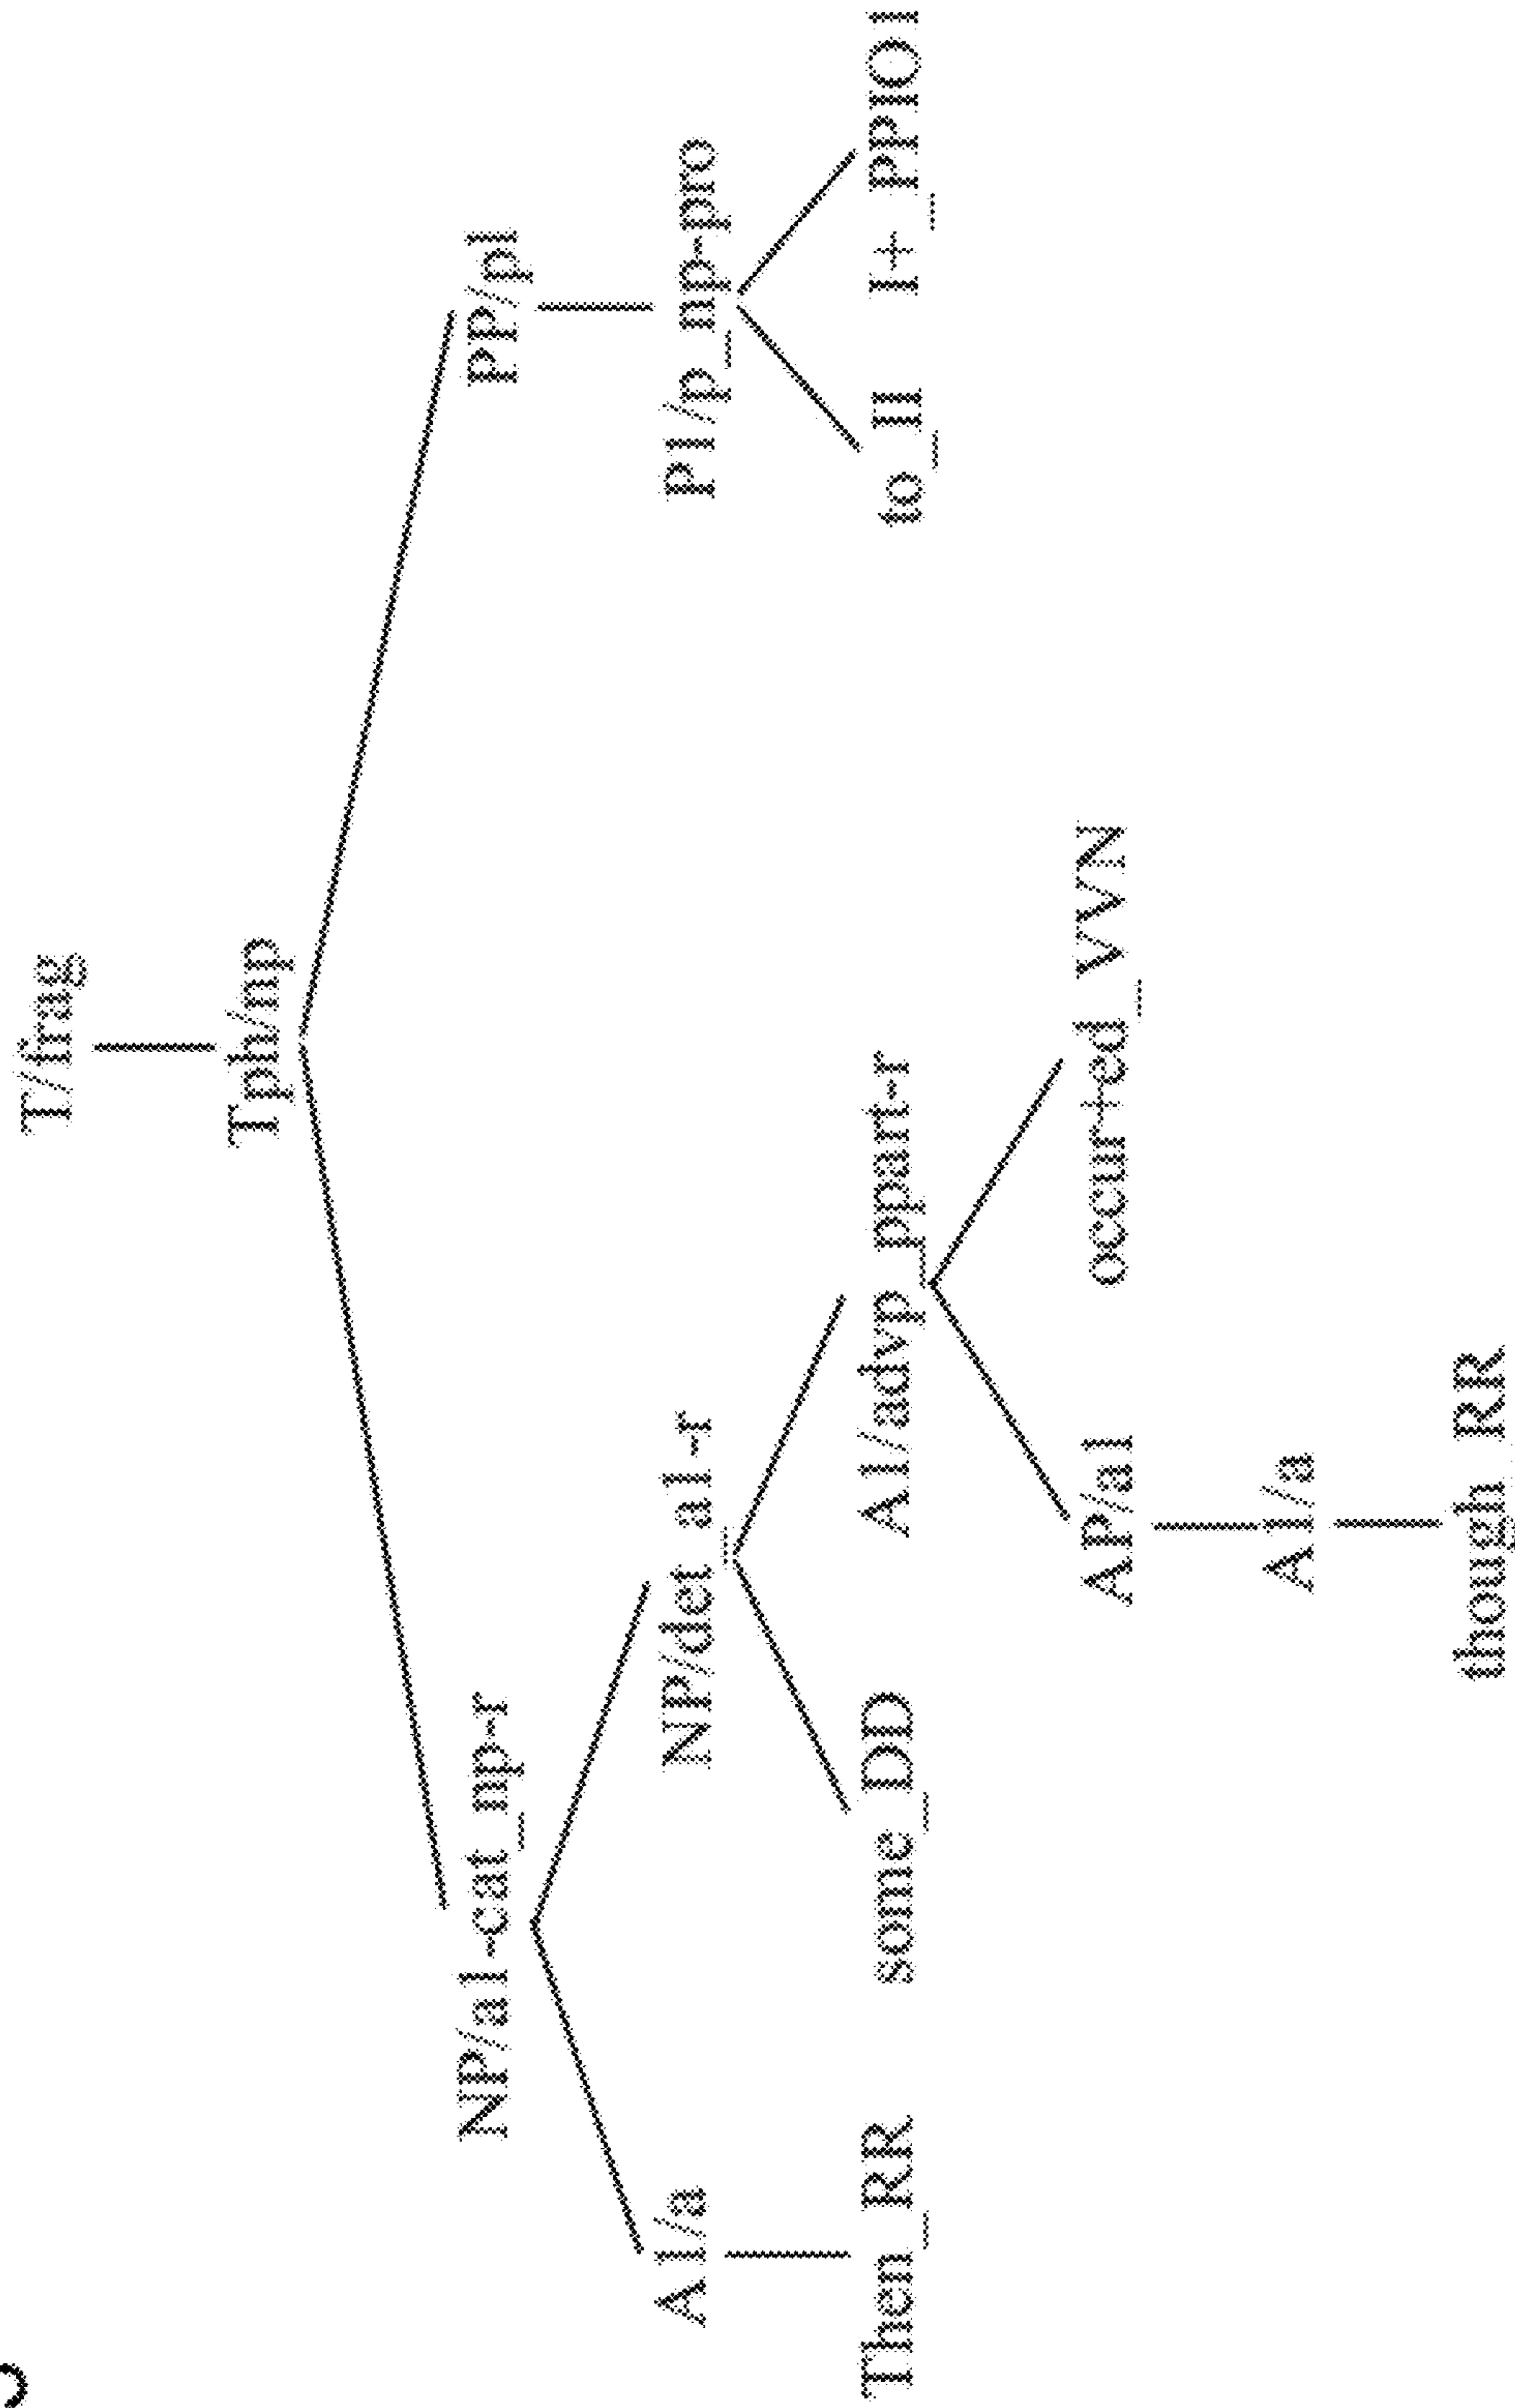 T/frag
Tph/np
NP/a1-cat_np-r PP/p1
A1/a NP/det_a1-r P1/p_np-pro
Then_RR some_DD A1/advp_ppart-r to_II I+_PPIO1
AP/a1 occur+ed_VVN
A1/a
though_RR